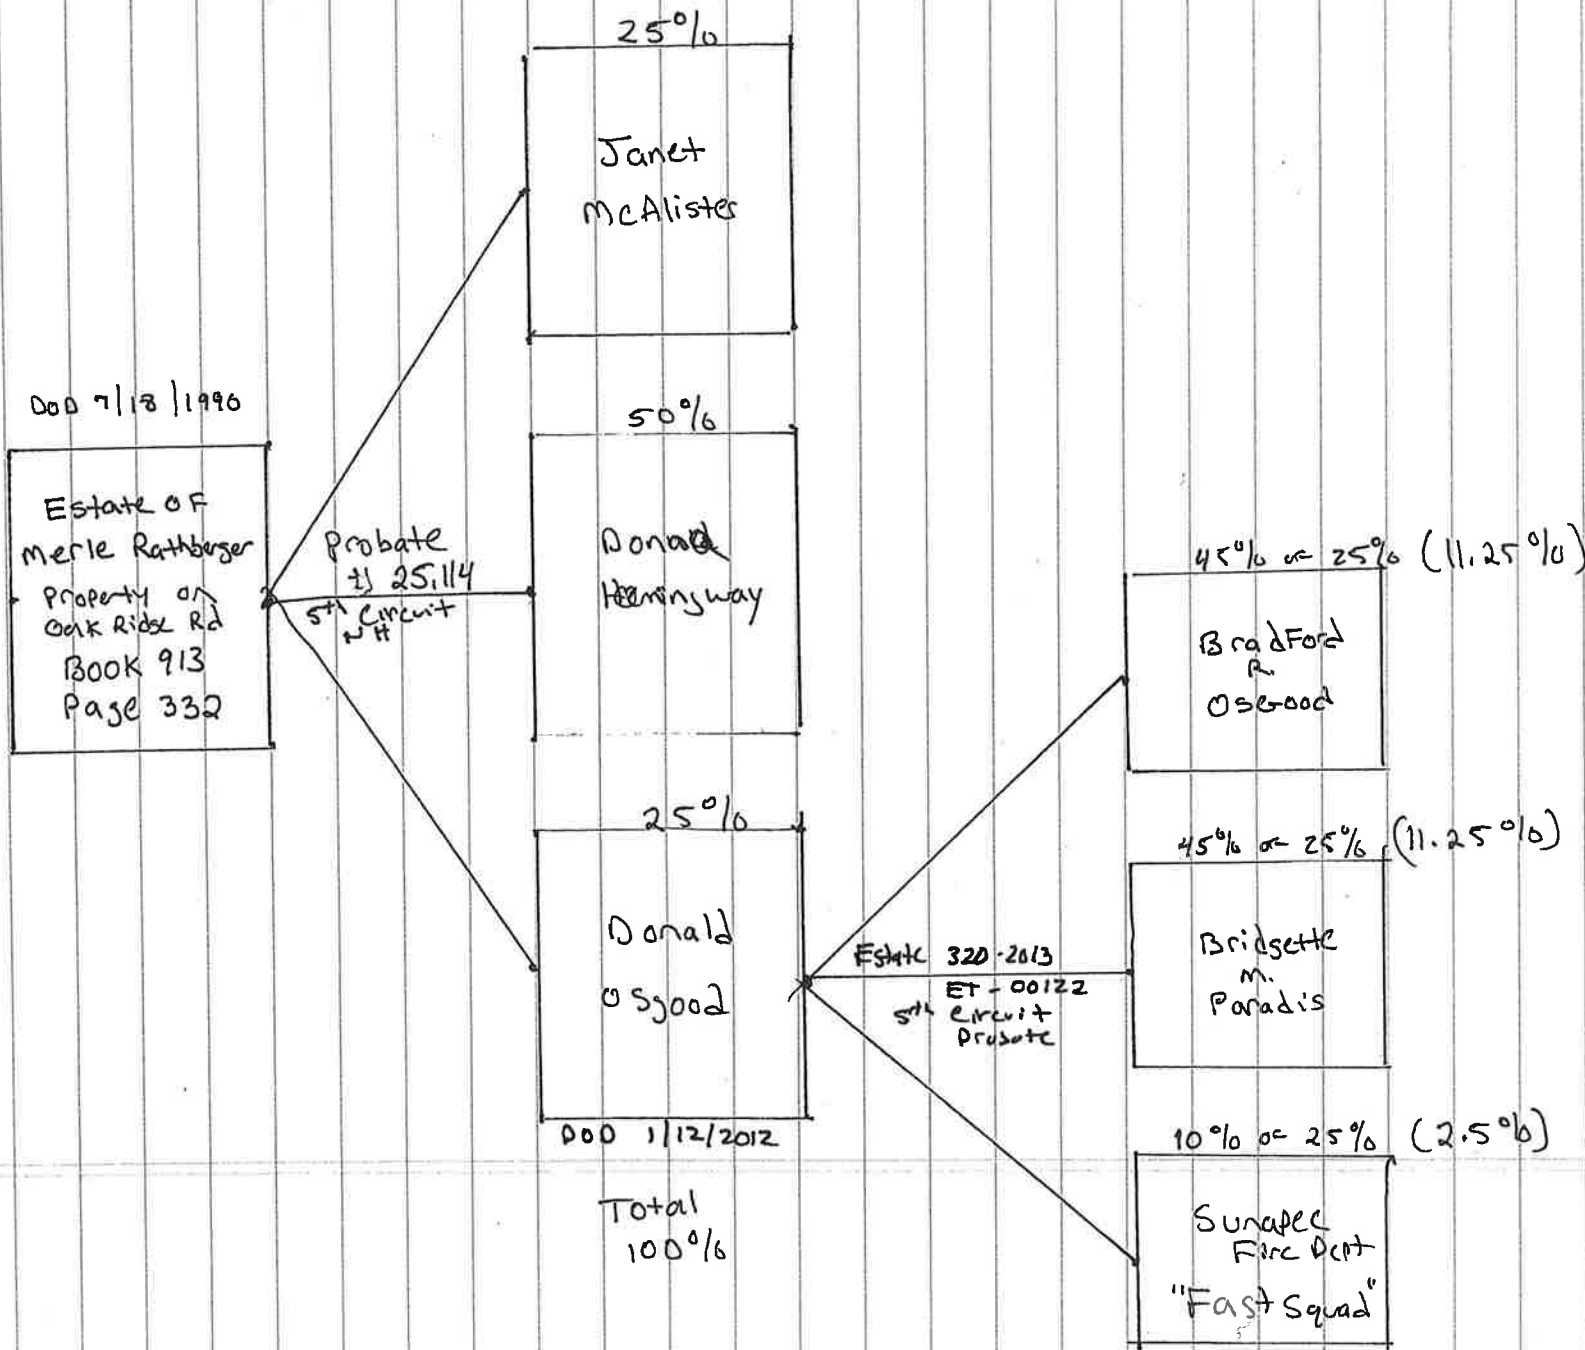 25%
Janet
McAlister
DOD 7/18/1990
Estate OF
Merle Rathberger
Property on
Oak Ridge Rd
Book 913
Page 332
Probate
25,114
5th Circuit
NH
50%
Donald
Hemingway
25%
Donald
Osgood
DOD 1/12/2012
Total
100%
Estate 320-2013
ET-00122
5th Circuit
Probate
45% of 25% (11.25%)
Bradford
R.
Osgood
45% of 25% (11.25%)
Bridgette
M.
Paradis
10% of 25% (2.5%)
Sunapee
Fire Dept
"Fast Squad"